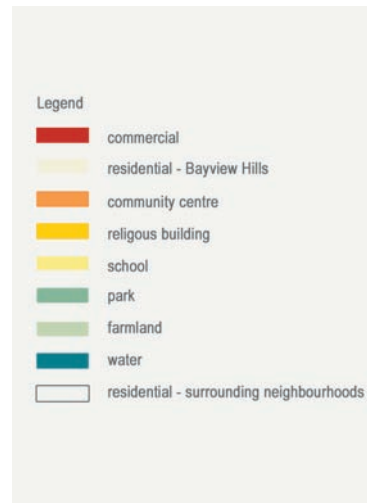 Legend
commercial
residential - Bayview Hills
community centre
religous building
school
park
farmland
water
residential - surrounding neighbourhoods